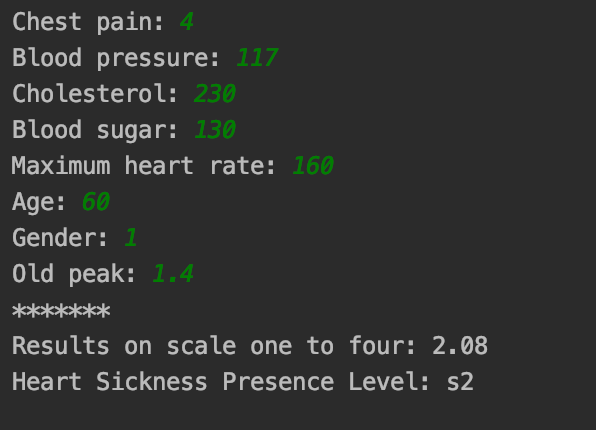 Chest pain: 4
Blood pressure: 117
Cholesterol: 230
Blood sugar: 130
Maximum heart rate: 160
Age: 60
Gender: 1
Old peak: 1.4
*******
Results on scale one to four: 2.08
Heart Sickness Presence Level: s2